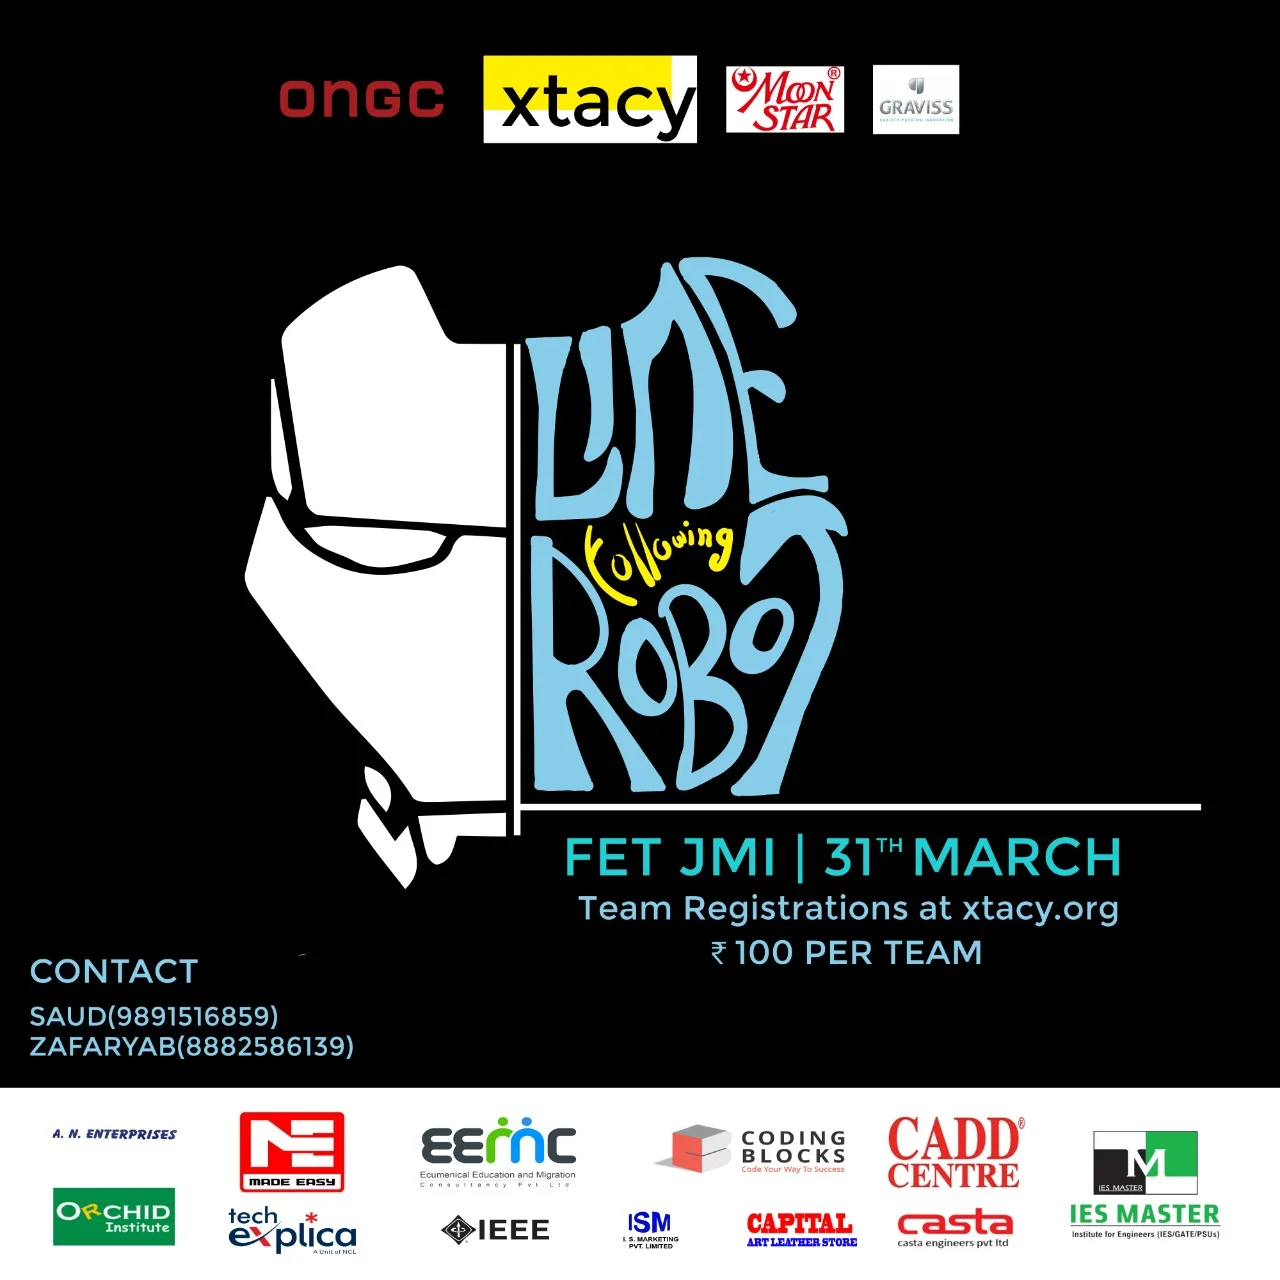 ONGC
xtacy
MOON ®
STAR
GRAVISS
QUALITY · PASSION · INNOVATION
LINE
following
ROBOT
FET JMI | 31TH MARCH
Team Registrations at xtacy.org
₹ 100 PER TEAM
CONTACT
SAUD(9891516859)
ZAFARYAB(8882586139)
A. N. ENTERPRISES
ME
MADE EASY
EEMC
Ecumenical Education and Migration
Consultancy Pvt. Ltd.
CODING
BLOCKS
Code Your Way To Success
CADD®
CENTRE
M
IES MASTER
IES MASTER
Institute for Engineers (IES/GATE/PSUs)
ORCHID
Institute
tech
explica
A Unit of NCL
IEEE
ISM
I. S. MARKETING
PVT. LIMITED
CAPITAL
ART LEATHER STORE
casta
casta engineers pvt ltd